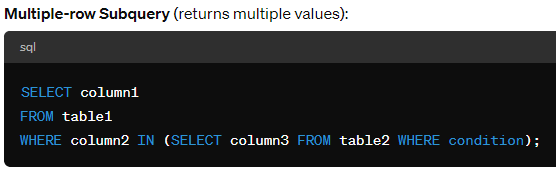 Multiple-row Subquery (returns multiple values):
sql
SELECT column1
FROM table1
WHERE column2 IN (SELECT column3 FROM table2 WHERE condition);